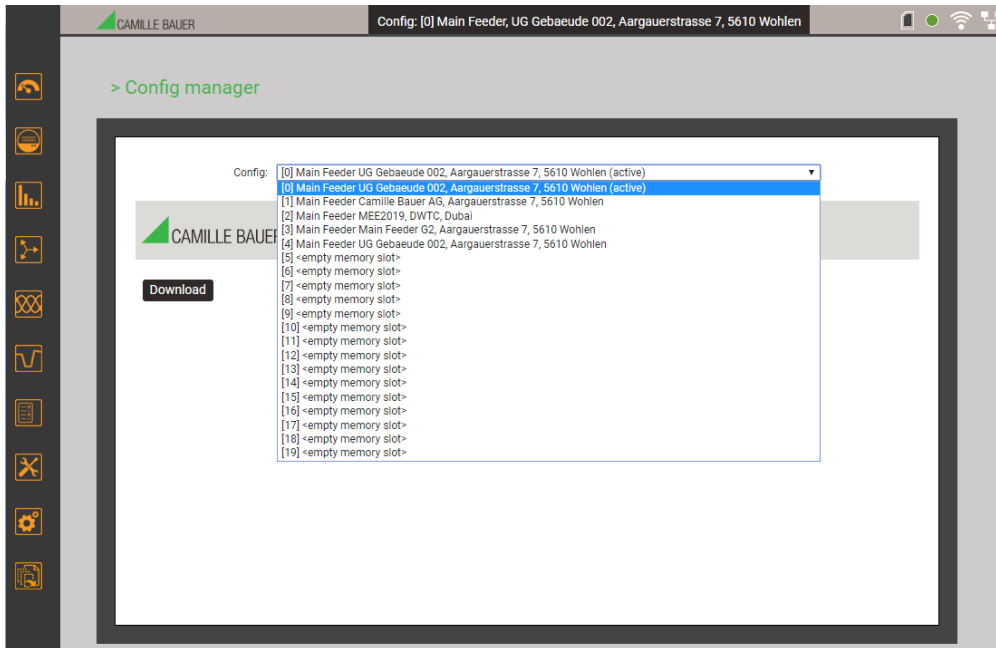 CAMILLE BAUER
Config: [0] Main Feeder, UG Gebaeude 002, Aargauerstrasse 7, 5610 Wohlen
> Config manager
Config: [0] Main Feeder UG Gebaeude 002, Aargauerstrasse 7, 5610 Wohlen (active)
[0] Main Feeder UG Gebaeude 002, Aargauerstrasse 7, 5610 Wohlen (active)
[1] Main Feeder Camille Bauer AG, Aargauerstrasse 7, 5610 Wohlen
[2] Main Feeder MEE2019, DWTC, Dubai
[3] Main Feeder Main Feeder G2, Aargauerstrasse 7, 5610 Wohlen
[4] Main Feeder UG Gebaeude 002, Aargauerstrasse 7, 5610 Wohlen
[5] <empty memory slot>
[6] <empty memory slot>
[7] <empty memory slot>
[8] <empty memory slot>
[9] <empty memory slot>
[10] <empty memory slot>
[11] <empty memory slot>
[12] <empty memory slot>
[13] <empty memory slot>
[14] <empty memory slot>
[15] <empty memory slot>
[16] <empty memory slot>
[17] <empty memory slot>
[18] <empty memory slot>
[19] <empty memory slot>
CAMILLE BAUER
Download